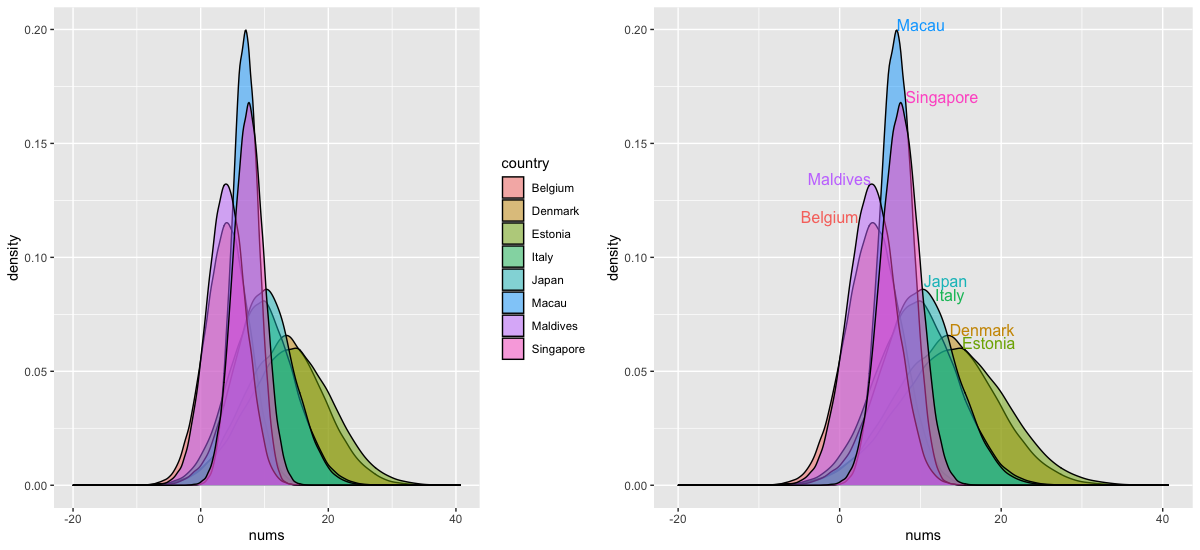 0.20
0.15
0.10
0.05
0.00
density
-20
0
20
40
nums
country
Belgium
Denmark
Estonia
Italy
Japan
Macau
Maldives
Singapore
0.20
0.15
0.10
0.05
0.00
density
Macau
Singapore
Maldives
Belgium
Japan
Italy
Denmark
Estonia
-20
0
20
40
nums